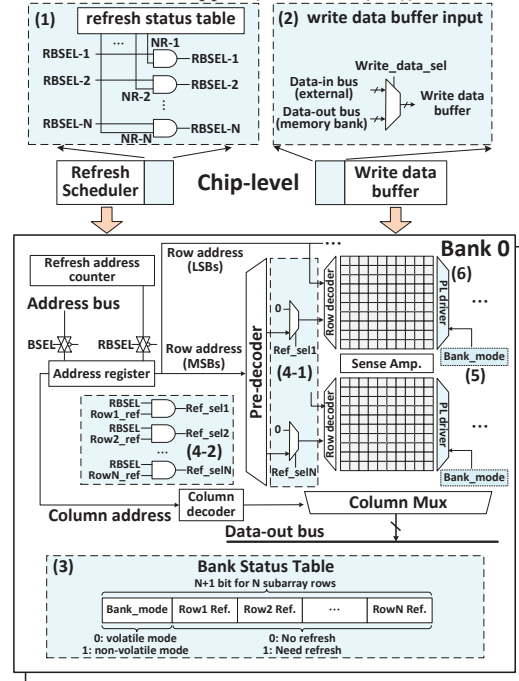 (1)
refresh status table
...
NR-1
RBSEL-1
RBSEL-1
RBSEL-2
RBSEL-2
NR-2
...
RBSEL-N
RBSEL-N
NR-N
(2) write data buffer input
Write_data_sel
Data-in bus
(external)
Data-out bus
(memory bank)
Write data
buffer
Refresh
Scheduler
Chip-level
Write data
buffer
Bank 0
Refresh address
counter
Row address
(LSBs)
...
Address bus
BSEL
RSEL
Address register
Row address
(MSBs)
Pre-decoder
0
Ref_sel1
(4-1)
0
Ref_selN
Row decoder
PL driver
(6)
...
Bank_mode
(5)
Sense Amp.
Row decoder
PL driver
...
Bank_mode
RBSEL
Row1_ref
Ref_sel1
RBSEL
Row2_ref
Ref_sel2
...
(4-2)
RBSEL
RowN_ref
Ref_selN
Column address
Column
decoder
Column Mux
Data-out bus
(3)
Bank Status Table
N+1 bit for N subarray rows
Bank_mode
Row1 Ref.
Row2 Ref.
...
RowN Ref.
0: volatile mode
1: non-volatile mode
0: No refresh
1: Need refresh